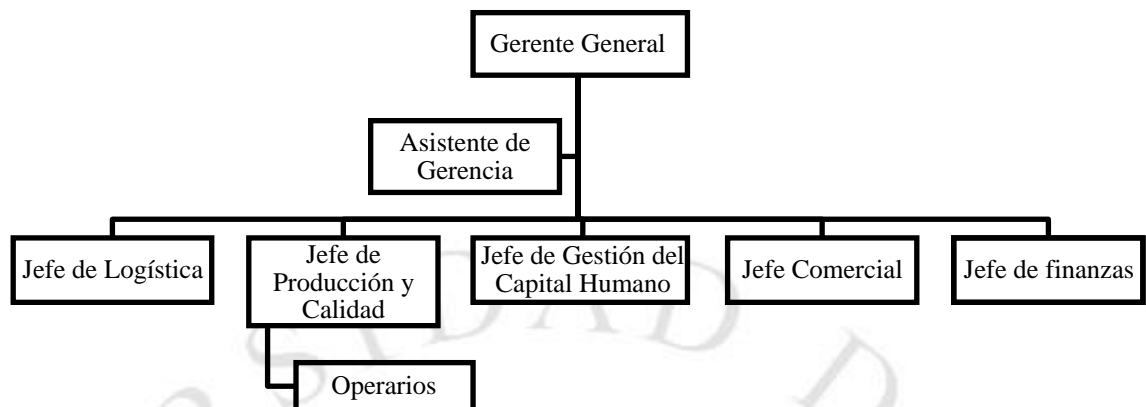 Gerente General
Asistente de
Gerencia
Jefe de Logística
Jefe de
Producción y
Calidad
Jefe de Gestión del
Capital Humano
Jefe Comercial
Jefe de finanzas
Operarios
SIDAD D